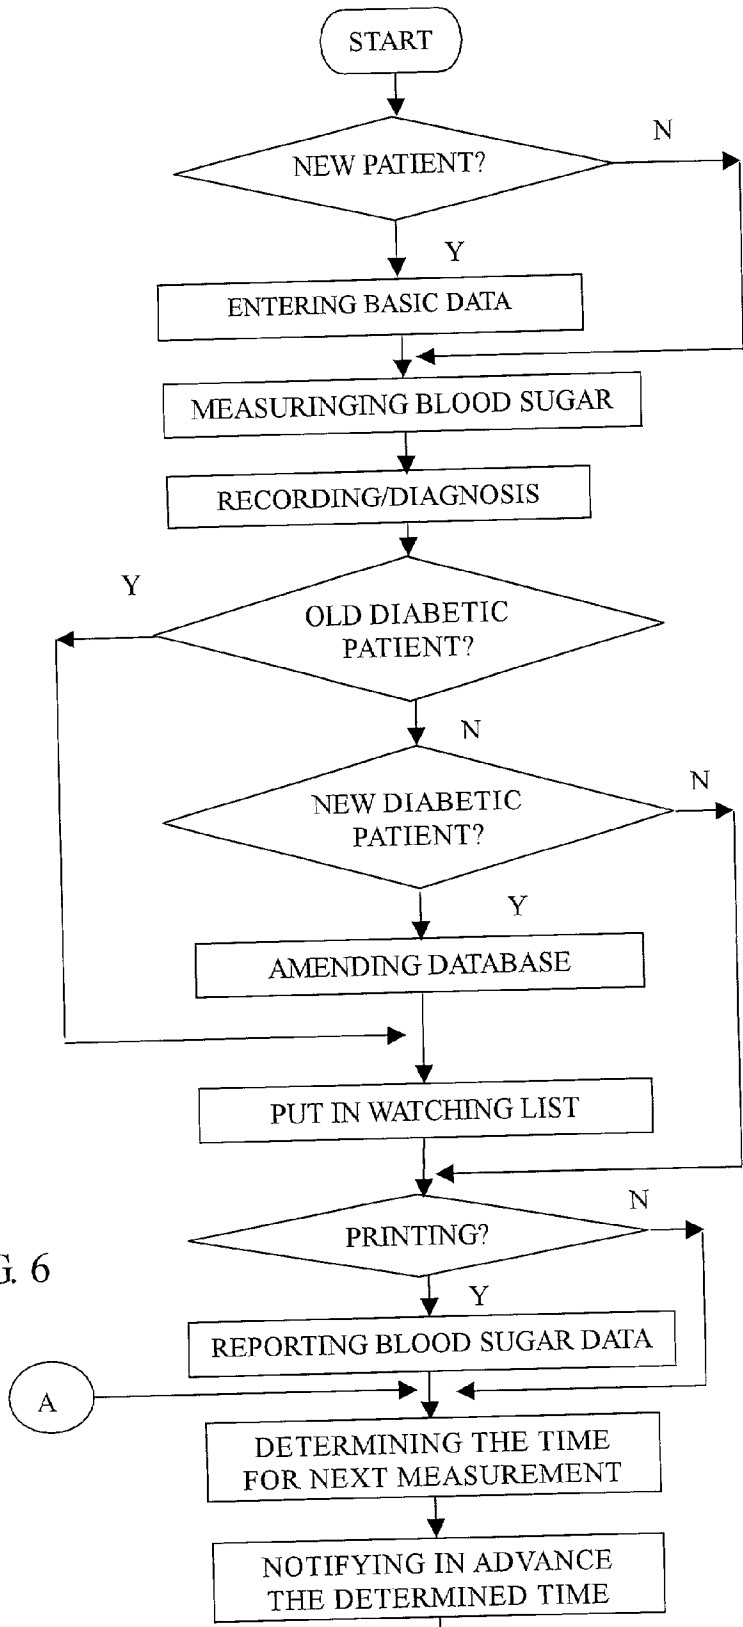 START
NEW PATIENT?
N
Y
ENTERING BASIC DATA
MEASURINGING BLOOD SUGAR
RECORDING/DIAGNOSIS
Y
OLD DIABETIC
PATIENT?
N
NEW DIABETIC
PATIENT?
N
Y
AMENDING DATABASE
PUT IN WATCHING LIST
N
PRINTING?
G. 6
Y
REPORTING BLOOD SUGAR DATA
A
DETERMINING THE TIME
FOR NEXT MEASUREMENT
NOTIFYING IN ADVANCE
THE DETERMINED TIME